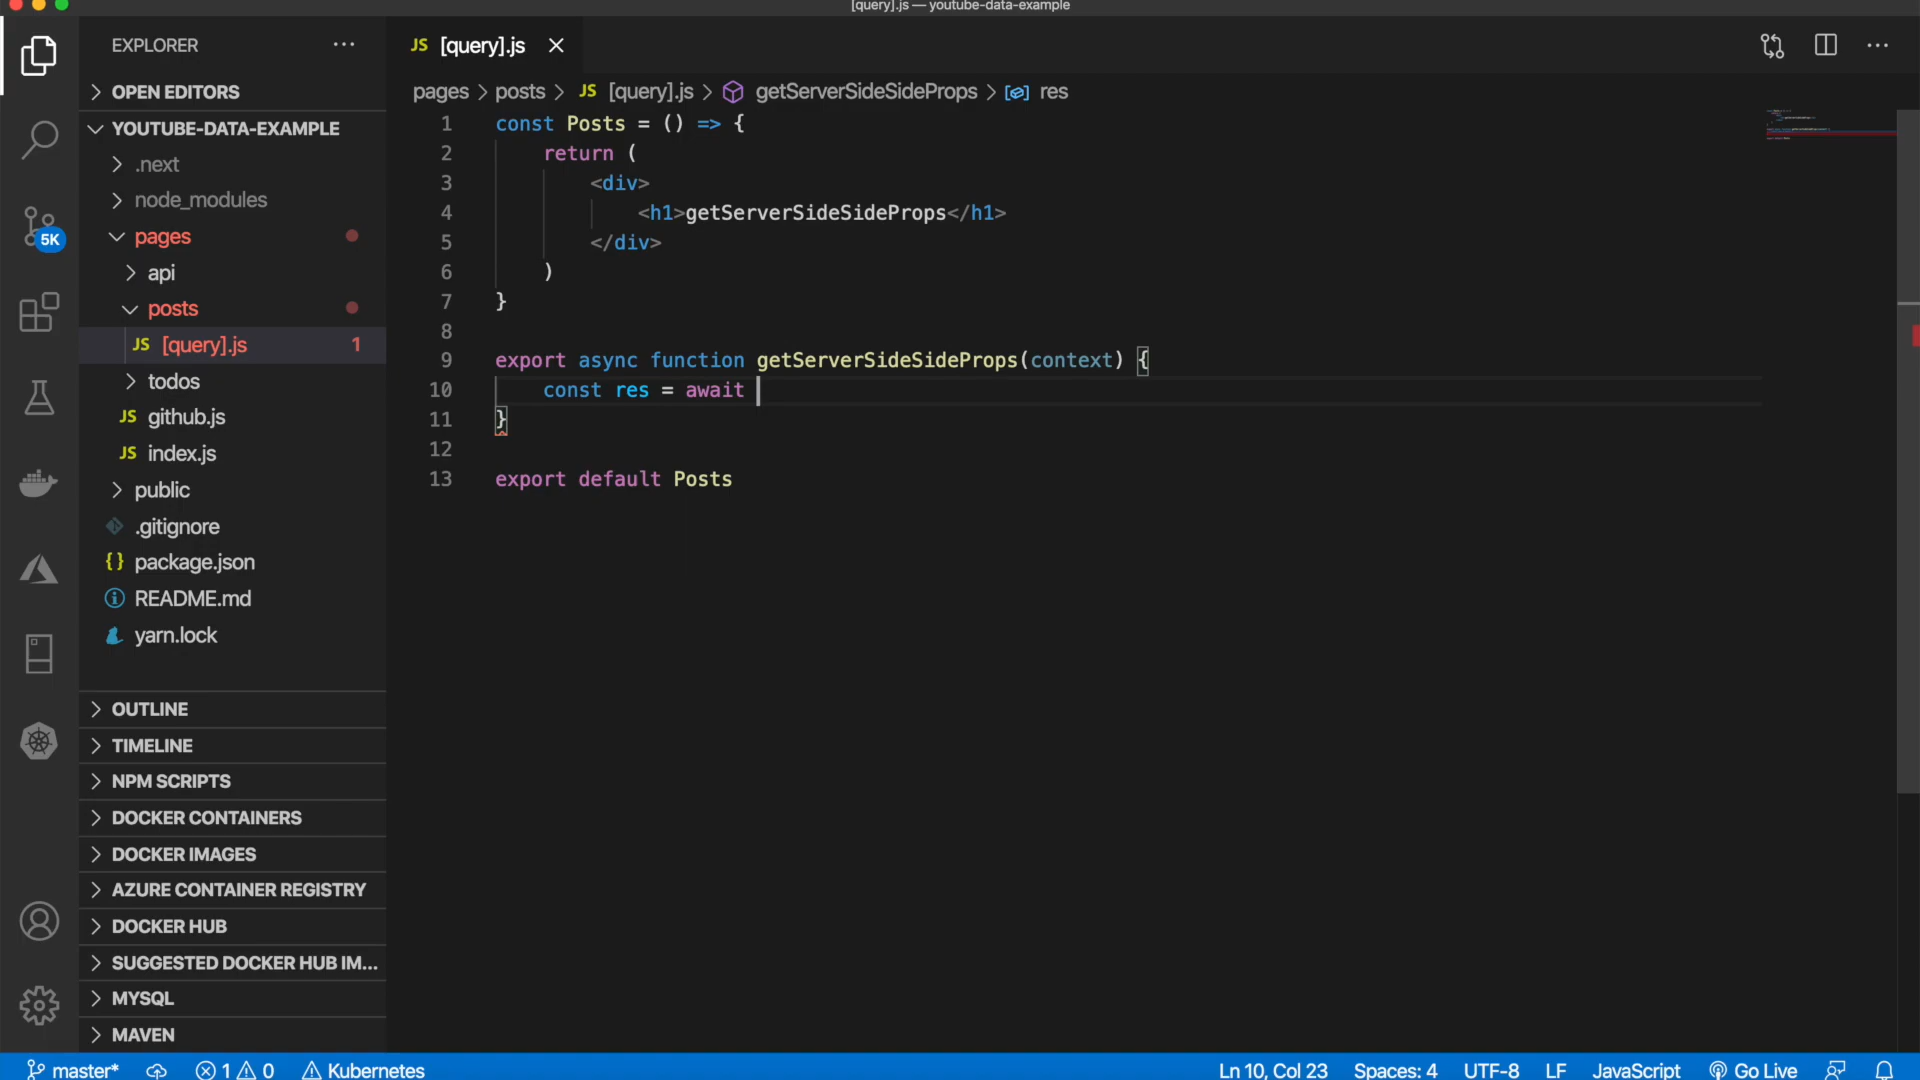 [query].js — youtube-data-example
EXPLORER
JS [query].js
OPEN EDITORS
pages > posts > JS [query].js > getServerSideSideProps > res
YOUTUBE-DATA-EXAMPLE
.next
node_modules
pages
api
posts
JS [query].js 1
todos
JS github.js
JS index.js
public
.gitignore
{} package.json
README.md
yarn.lock
OUTLINE
TIMELINE
NPM SCRIPTS
DOCKER CONTAINERS
DOCKER IMAGES
AZURE CONTAINER REGISTRY
DOCKER HUB
SUGGESTED DOCKER HUB IM...
MYSQL
MAVEN
5K
1 const Posts = () => {
2 return (
3 <div>
4 <h1>getServerSideSideProps</h1>
5 </div>
6 )
7 }
8
9 export async function getServerSideSideProps(context) {
10 const res = await
11 }
12
13 export default Posts
master* 1 0 Kubernetes Ln 10, Col 23 Spaces: 4 UTF-8 LF JavaScript Go Live